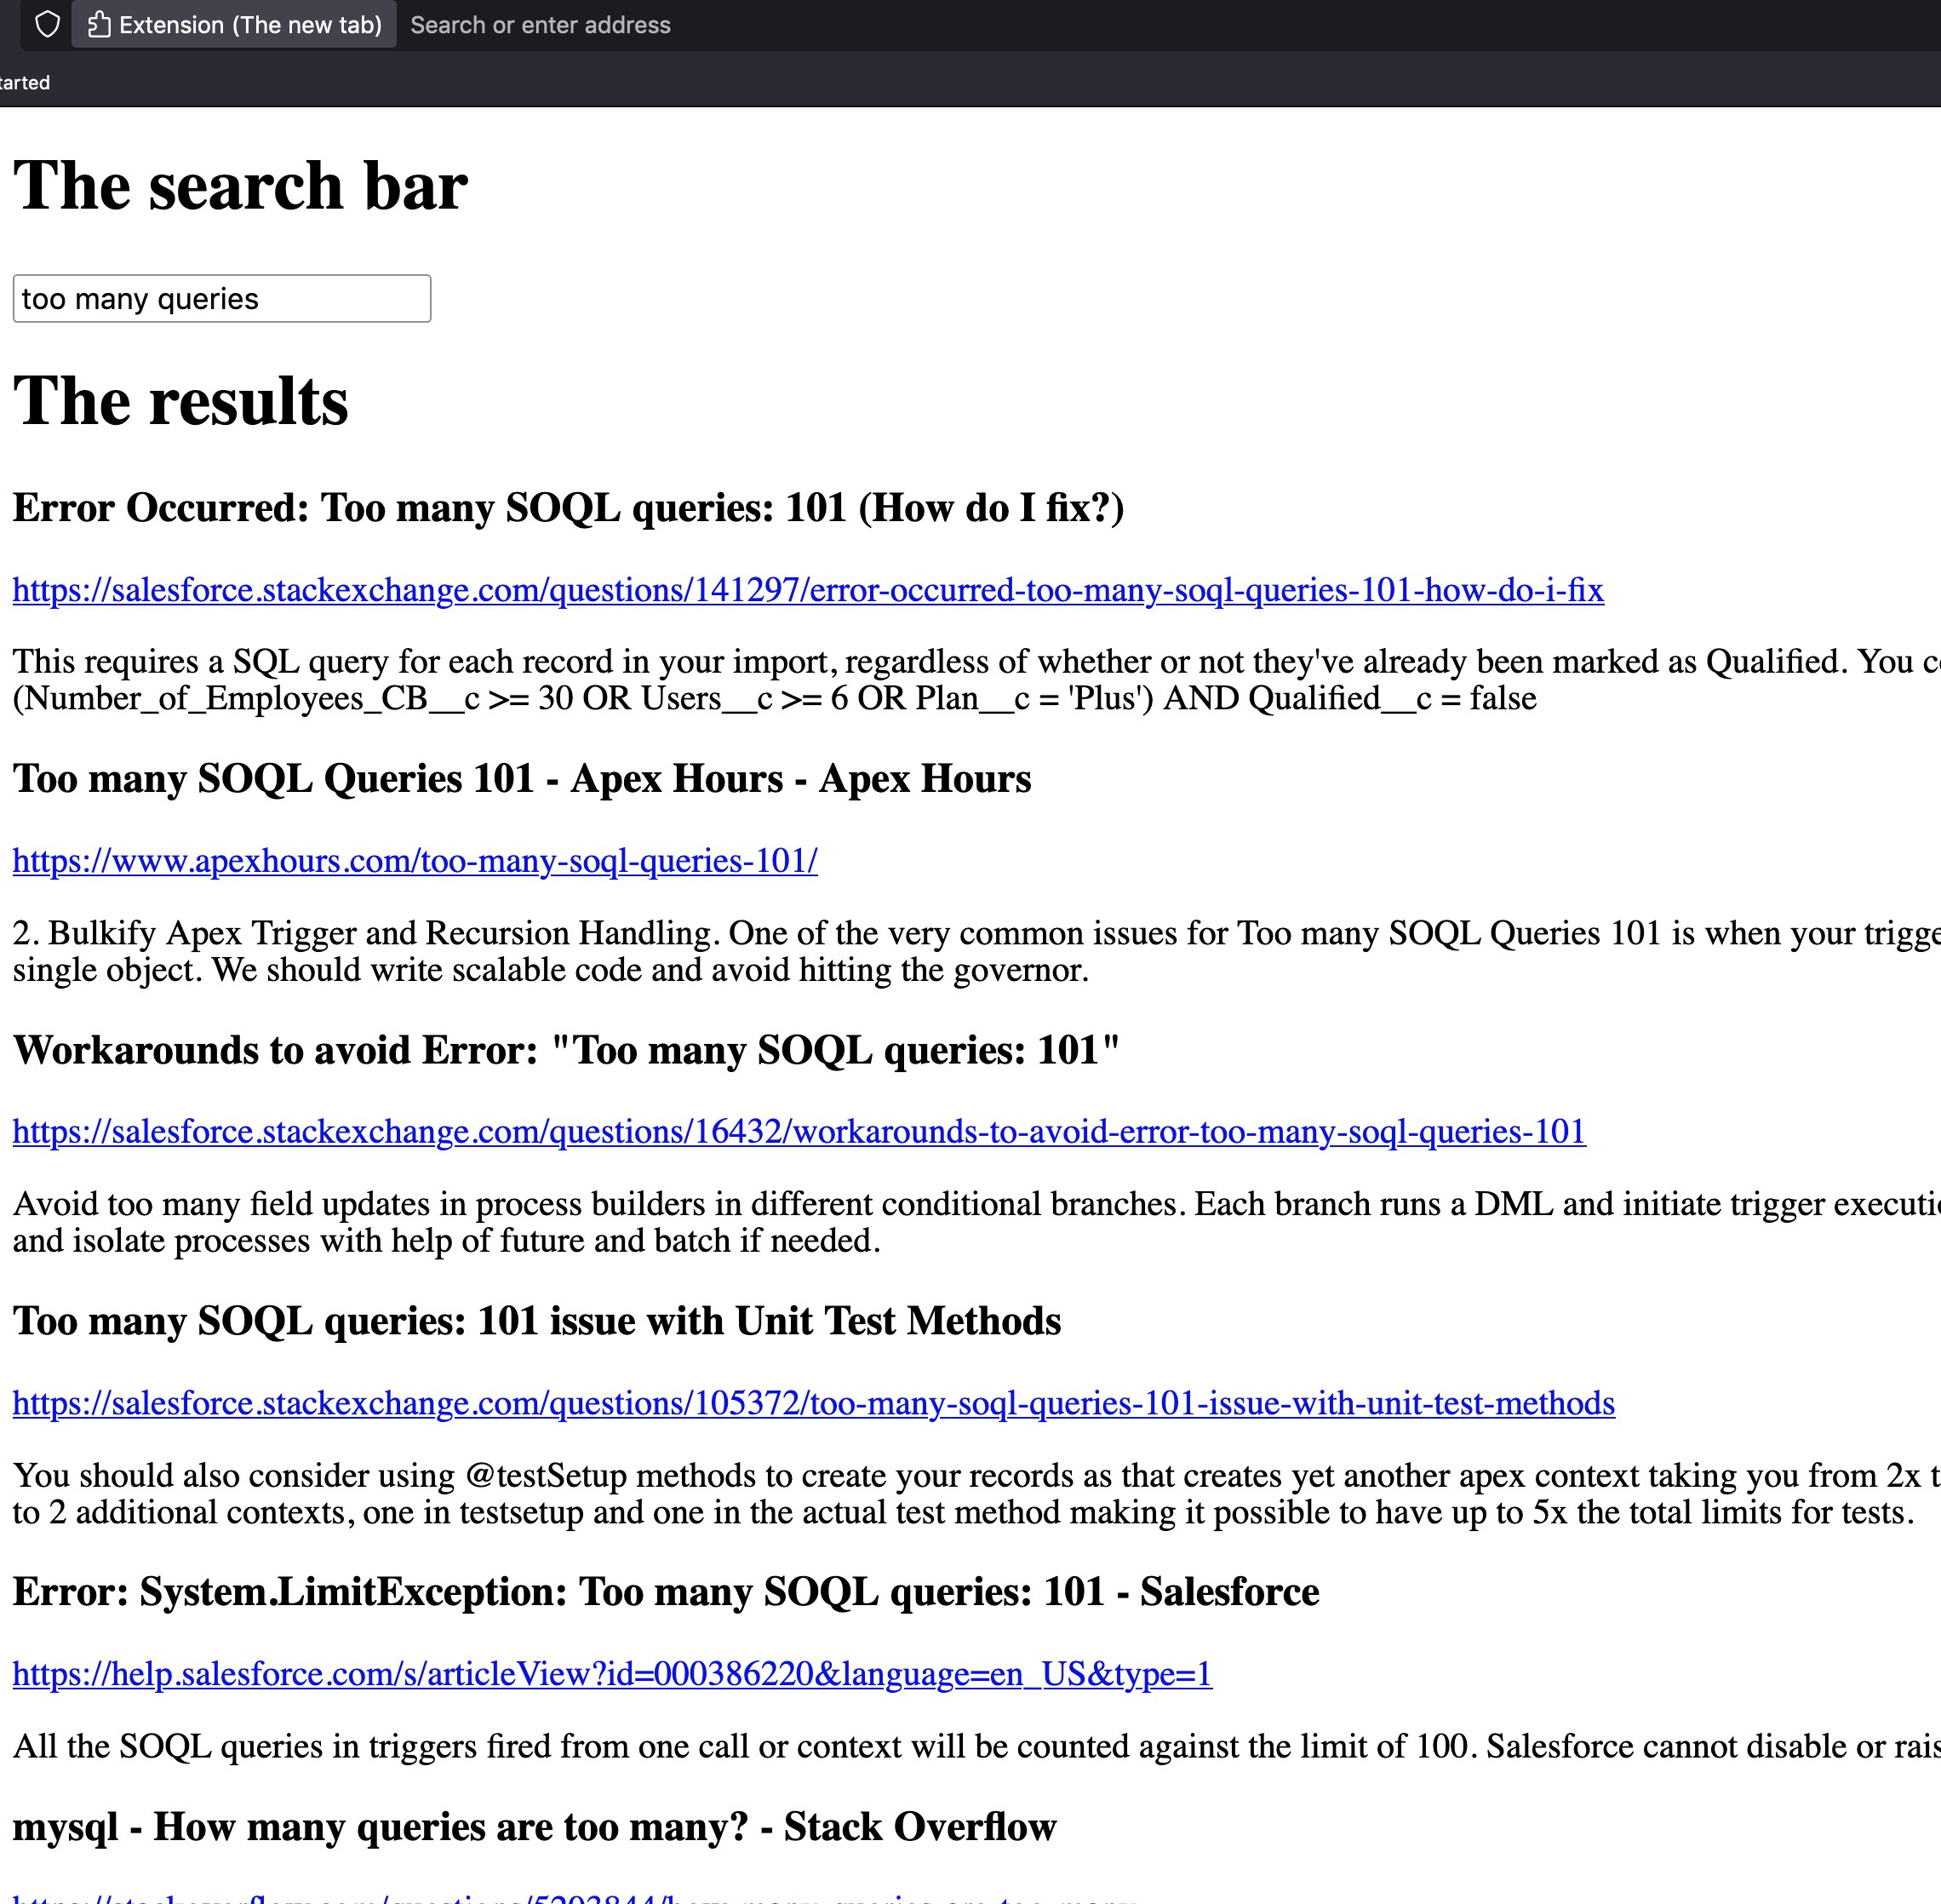 Extension (The new tab) Search or enter address
tarted
The search bar
too many queries
The results
Error Occurred: Too many SOQL queries: 101 (How do I fix?)
https://salesforce.stackexchange.com/questions/141297/error-occurred-too-many-soql-queries-101-how-do-i-fix
This requires a SQL query for each record in your import, regardless of whether or not they've already been marked as Qualified. You
(Number_of_Employees_CB__c >= 30 OR Users__c >= 6 OR Plan__c = 'Plus') AND Qualified__c = false
Too many SOQL Queries 101 - Apex Hours - Apex Hours
https://www.apexhours.com/too-many-soql-queries-101/
2. Bulkify Apex Trigger and Recursion Handling. One of the very common issues for Too many SOQL Queries 101 is when your
single object. We should write scalable code and avoid hitting the governor.
Workarounds to avoid Error: "Too many SOQL queries: 101"
https://salesforce.stackexchange.com/questions/16432/workarounds-to-avoid-error-too-many-soql-queries-101
Avoid too many field updates in process builders in different conditional branches. Each branch runs a DML and initiate trigger
and isolate processes with help of future and batch if needed.
Too many SOQL queries: 101 issue with Unit Test Methods
https://salesforce.stackexchange.com/questions/105372/too-many-soql-queries-101-issue-with-unit-test-methods
You should also consider using @testSetup methods to create your records as that creates yet another apex context taking you from 2x
to 2 additional contexts, one in testsetup and one in the actual test method making it possible to have up to 5x the total limits for tests.
Error: System.LimitException: Too many SOQL queries: 101 - Salesforce
https://help.salesforce.com/s/articleView?id=000386220&language=en_US&type=1
All the SOQL queries in triggers fired from one call or context will be counted against the limit of 100. Salesforce cannot disable or
mysql - How many queries are too many? - Stack Overflow